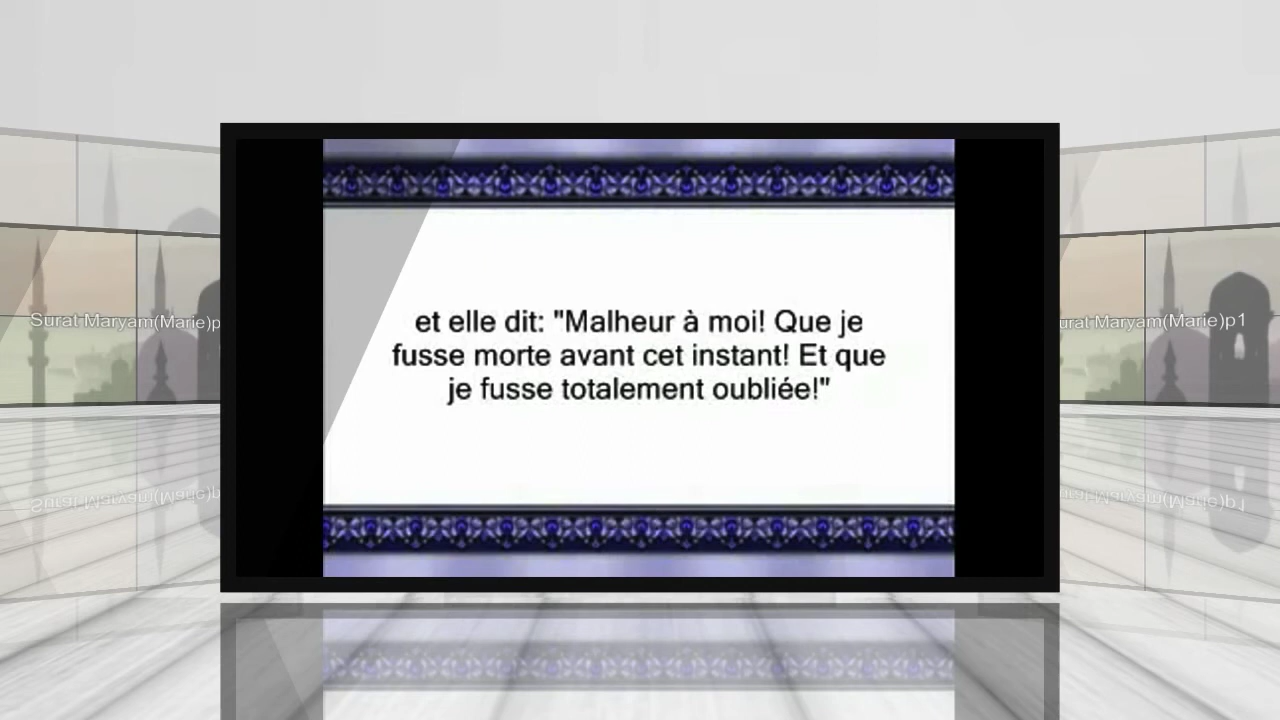 et elle dit: "Malheur à moi! Que je
fusse morte avant cet instant! Et que
je fusse totalement oubliée!"
Surat Maryam(Marie)p
urat Maryam(Marie)p1